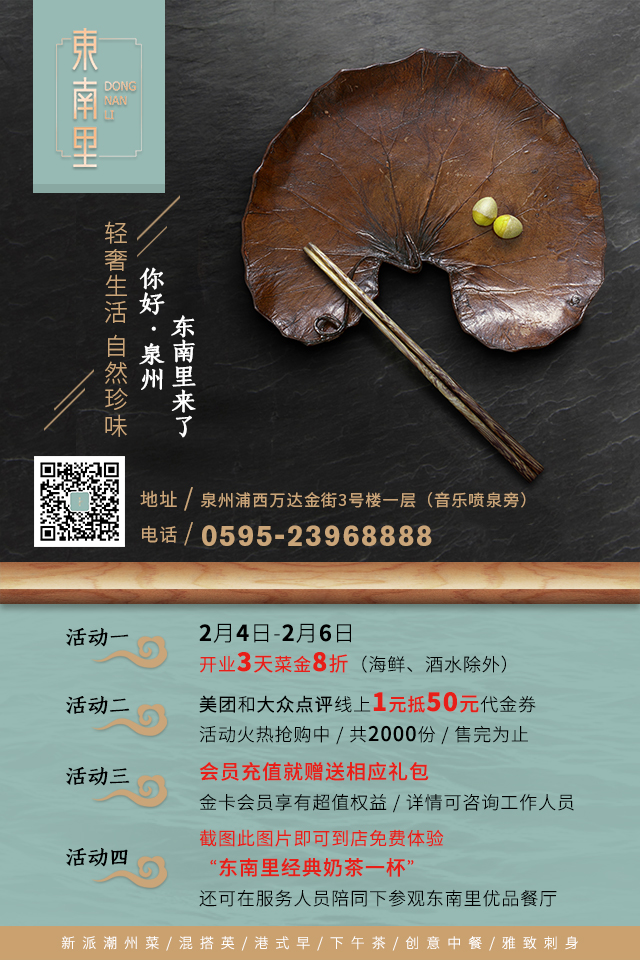 東南里
DONG
NAN
LI
轻奢生活 自然珍味
你好·泉州
东南里来了
地址 / 泉州浦西万达金街3号楼一层（音乐喷泉旁）
电话 / 0595-23968888
活动一
2月4日-2月6日
开业3天菜金8折（海鲜、酒水除外）
活动二
美团和大众点评线上1元抵50元代金券
活动火热抢购中 / 共2000份 / 售完为止
活动三
会员充值就赠送相应礼包
金卡会员享有超值权益 / 详情可咨询工作人员
活动四
截图此图片即可到店免费体验
“东南里经典奶茶一杯”
还可在服务人员陪同下参观东南里优品餐厅
新派潮州菜/混搭英/港式早/下午茶/创意中餐/雅致刺身